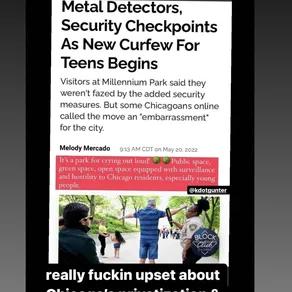 Metal Detectors,
Security Checkpoints
As New Curfew For
Teens Begins
Visitors at Millennium Park said they
weren't fazed by the added security
measures. But some Chicagoans online
called the move an "embarrassment"
for the city.
Melody Mercado 9:13 AM CDT on May 20, 2022
It's a park for crying out loud! Public space,
green space, open space equipped with surveillance
and hostility to Chicago residents, especially young
people.
@kdotgunter
BLOCK
Club
really fuckin upset about
Chicago's privatization &